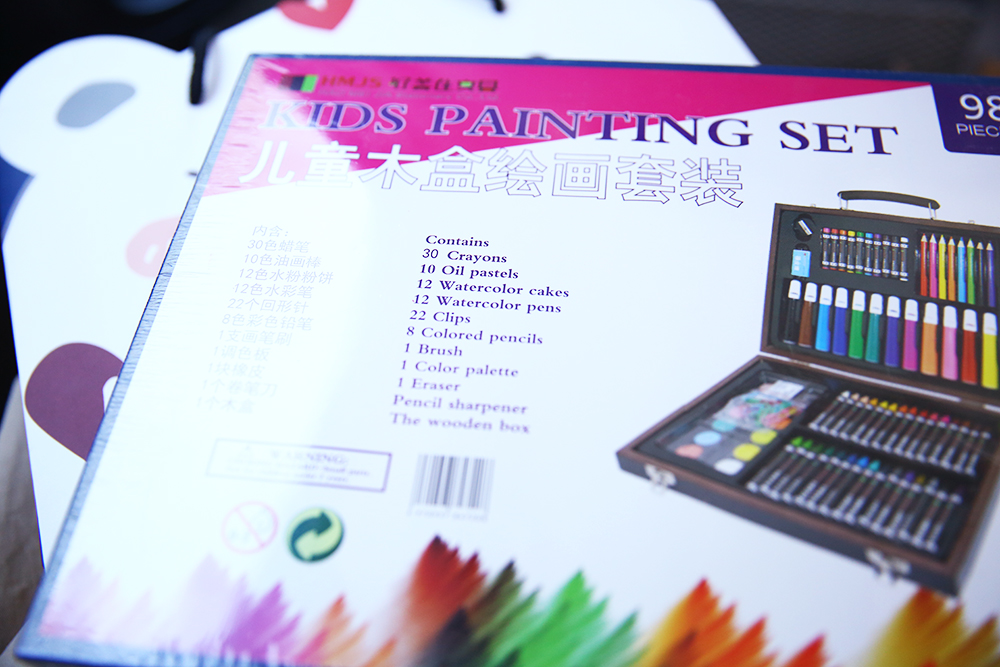 HMJS
KIDS PAINTING SET
儿童木盒绘画套装
98
PIEC
内含:
30色蜡笔
10色油画棒
12色水粉粉饼
12色水彩笔
22个回形针
8色彩色铅笔
1支画笔刷
1调色板
1块橡皮
1个卷笔刀
1个木盒
Contains
30 Crayons
10 Oil pastels
12 Watercolor cakes
12 Watercolor pens
22 Clips
8 Colored pencils
1 Brush
1 Color palette
1 Eraser
Pencil sharpener
The wooden box
WARNING: